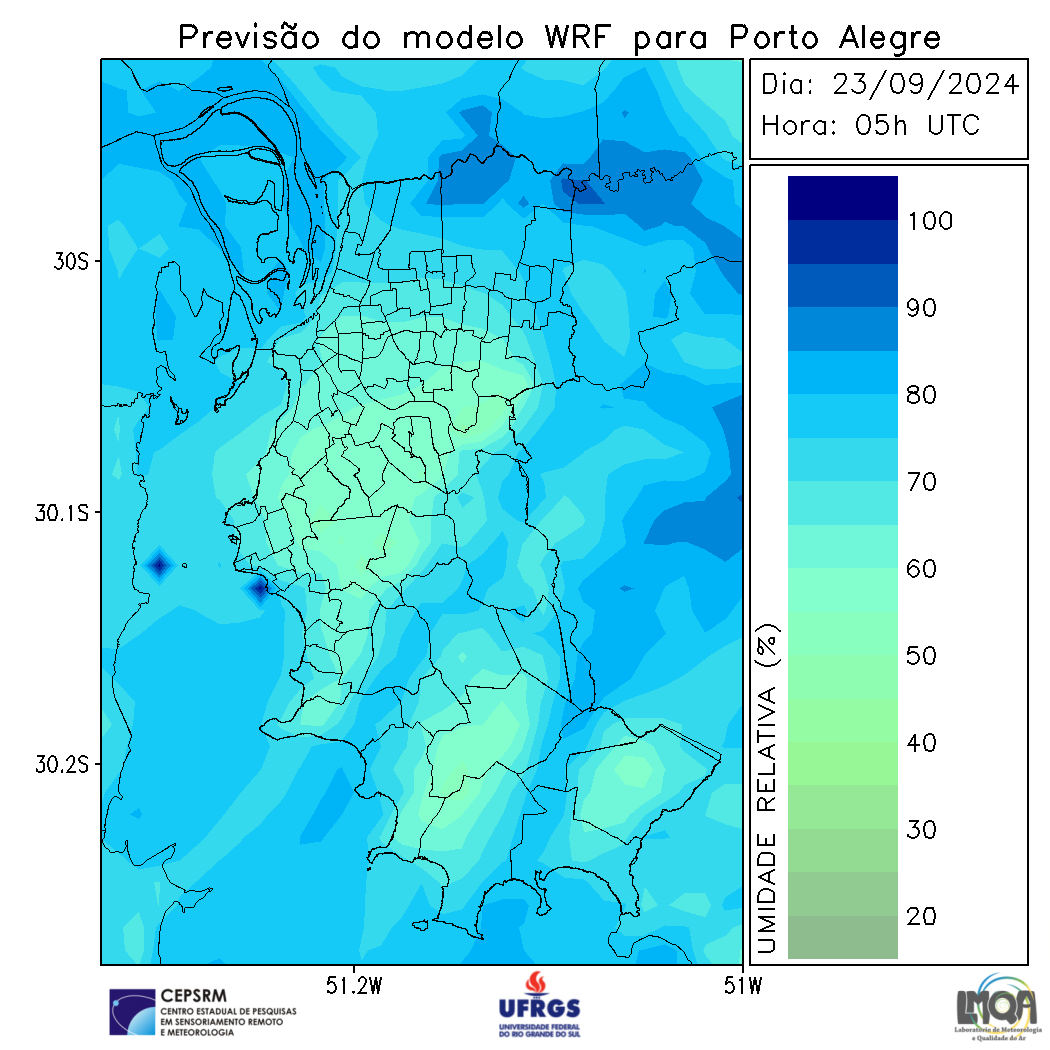 Previsão do modelo WRF para Porto Alegre
Dia: 23/09/2024
Hora: 05h UTC
30S
30.1S
30.2S
51.2W
51W
UMIDADE RELATIVA (%)
100
90
80
70
60
50
40
30
20
CEPSRM
CENTRO ESTADUAL DE PESQUISAS
EM SENSORIAMENTO REMOTO
E METEOROLOGIA
UFRGS
UNIVERSIDADE FEDERAL
DO RIO GRANDE DO SUL
LMQA
Laboratório de Meteorologia
e Qualidade do Ar